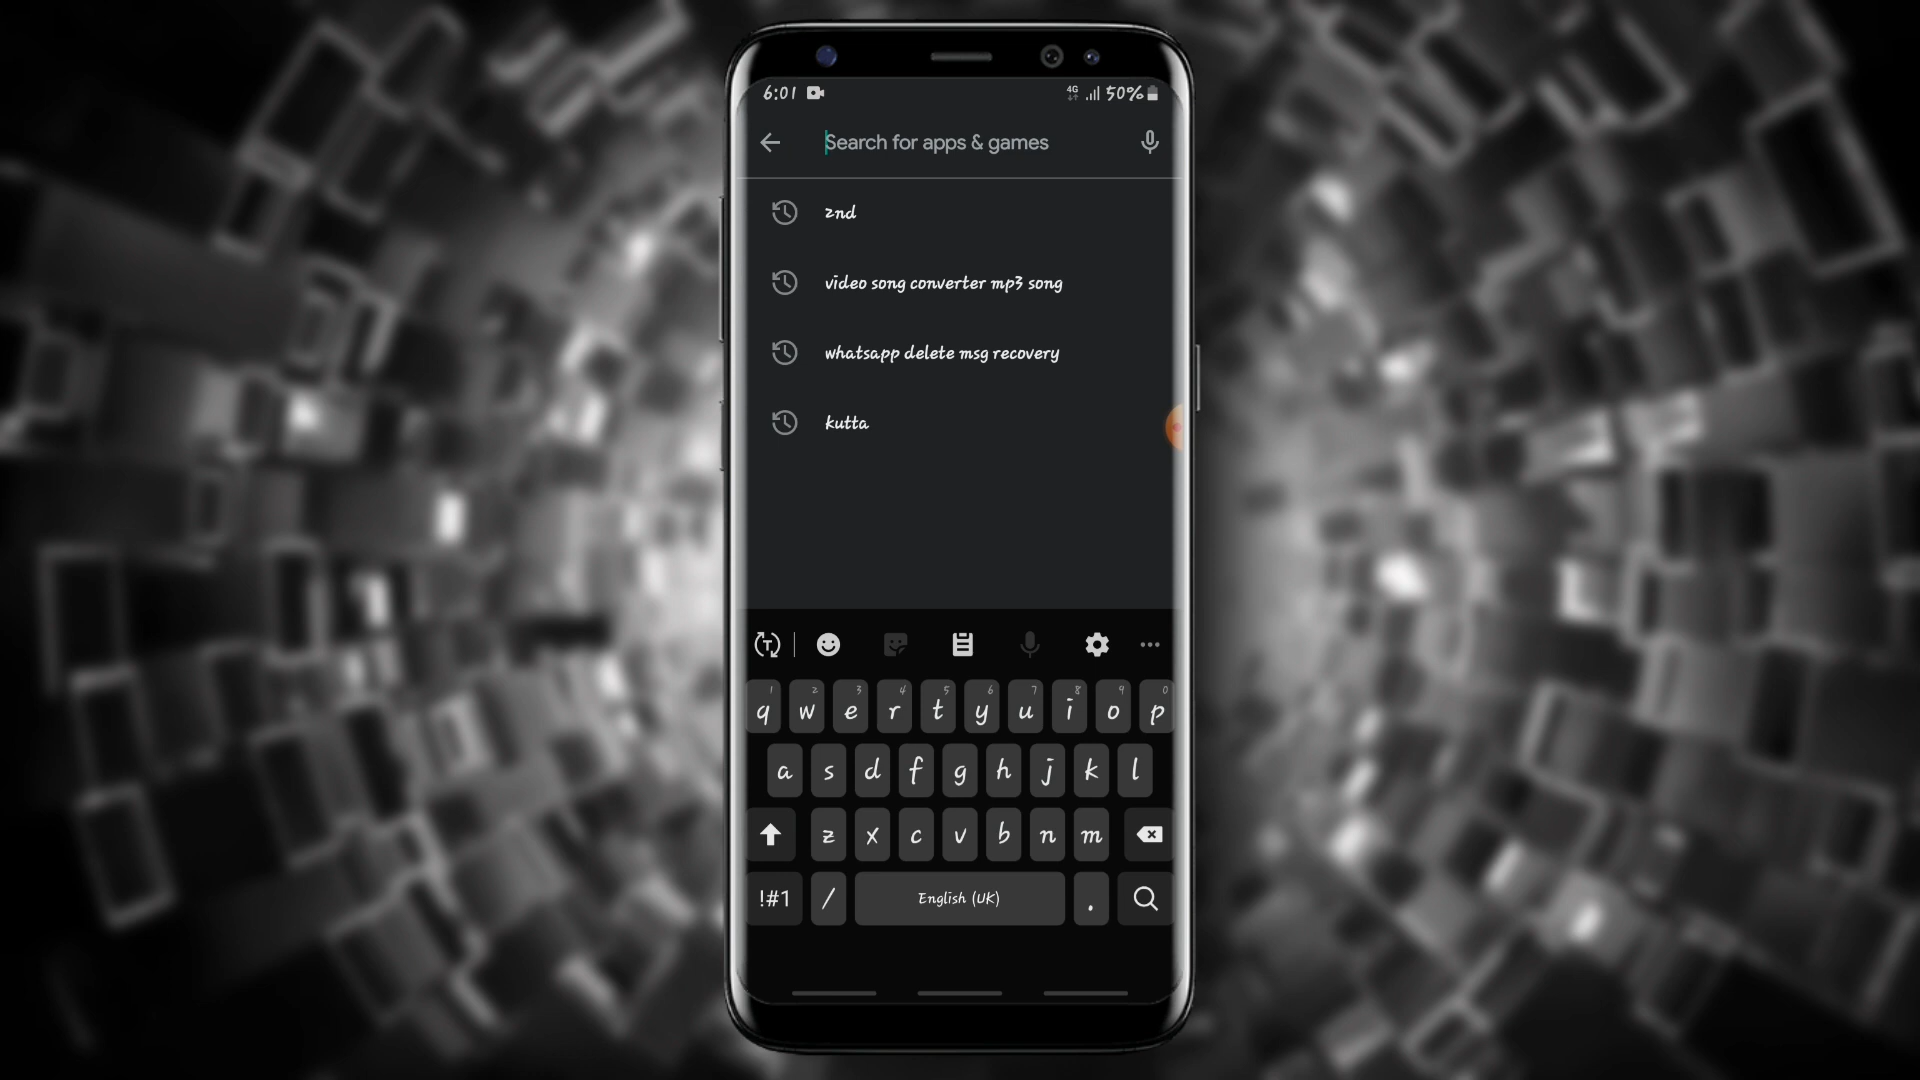 6:01 4G 50%
Search for apps & games
2nd
video song converter mp3 song
whatsapp delete msg recovery
kutta
T
1 2 3 4 5 6 7 8 9 0
q w e r t y u i o p
a s d f g h j k l
z x c v b n m
!#1 / English (UK) .